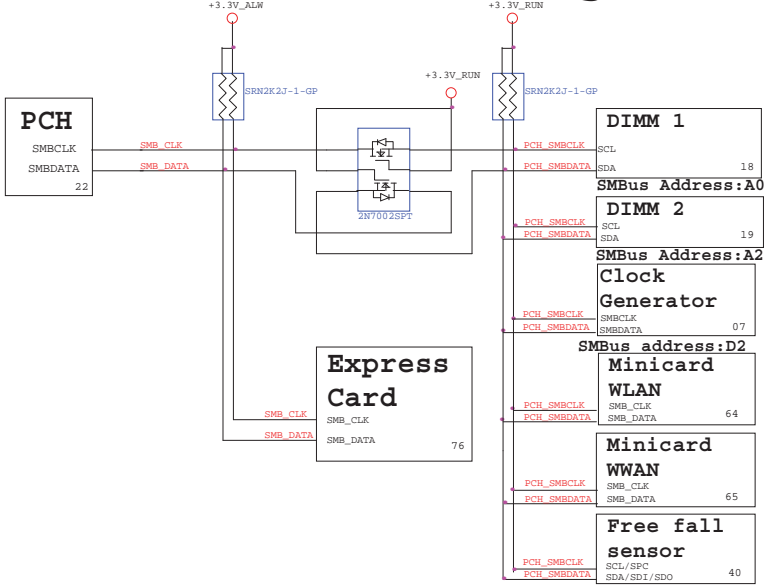 +3.3V_ALW
+3.3V_RUN
SRN2K2J-1-GP
+3.3V_RUN
SRN2K2J-1-GP
PCH
SMBCLK
SMBDATA
22
SMB_CLK
SMB_DATA
2N7002SPT
PCH_SMBCLK
PCH_SMBDATA
DIMM 1
SCL
SDA
18
SMBus Address:A0
PCH_SMBCLK
PCH_SMBDATA
DIMM 2
SCL
SDA
19
SMBus Address:A2
Clock
Generator
PCH_SMBCLK
PCH_SMBDATA
SMBCLK
SMBDATA
07
SMBus address:D2
Express
Card
SMB_CLK
SMB_DATA
SMB_CLK
SMB_DATA
76
Minicard
WLAN
PCH_SMBCLK
PCH_SMBDATA
SMB_CLK
SMB_DATA
64
Minicard
WWAN
PCH_SMBCLK
PCH_SMBDATA
SMB_CLK
SMB_DATA
65
Free fall
sensor
PCH_SMBCLK
PCH_SMBDATA
SCL/SPC
SDA/SDI/SDO
40